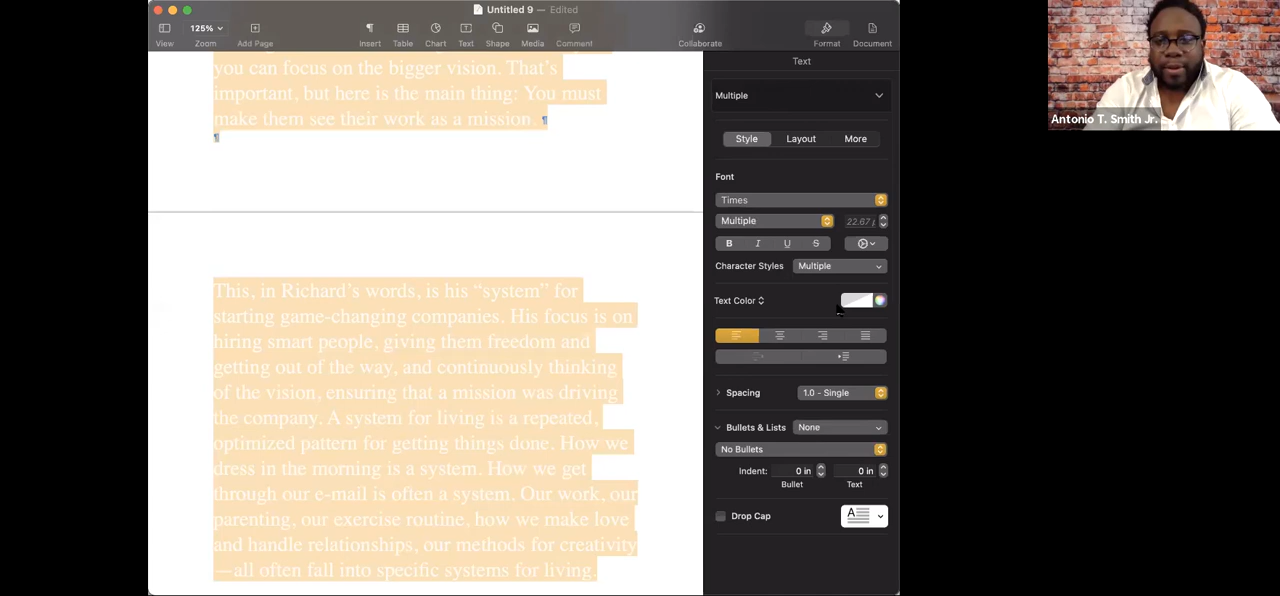 Untitled 9 — Edited
125%
View
Zoom
Add Page
Insert
Table
Chart
Text
Shape
Media
Comment
Collaborate
Format
Document
you can focus on the bigger vision. That's
important, but here is the main thing: You must
make them see their work as a mission. ¶
¶
This, in Richard's words, is his “system” for
starting game-changing companies. His focus is on
hiring smart people, giving them freedom and
getting out of the way, and continuously thinking
of the vision, ensuring that a mission was driving
the company. A system for living is a repeated,
optimized pattern for getting things done. How we
dress in the morning is a system. How we get
through our e-mail is often a system. Our work, our
parenting, our exercise routine, how we make love
and handle relationships, our methods for creativity
—all often fall into specific systems for living.
Text
Multiple
Style
Layout
More
Font
Times
Multiple
22.67 p
B I U S
Character Styles
Multiple
Text Color
Spacing
1.0 - Single
Bullets & Lists
None
No Bullets
Indent:
0 in
0 in
Bullet
Text
Drop Cap
A
Antonio T. Smith Jr.